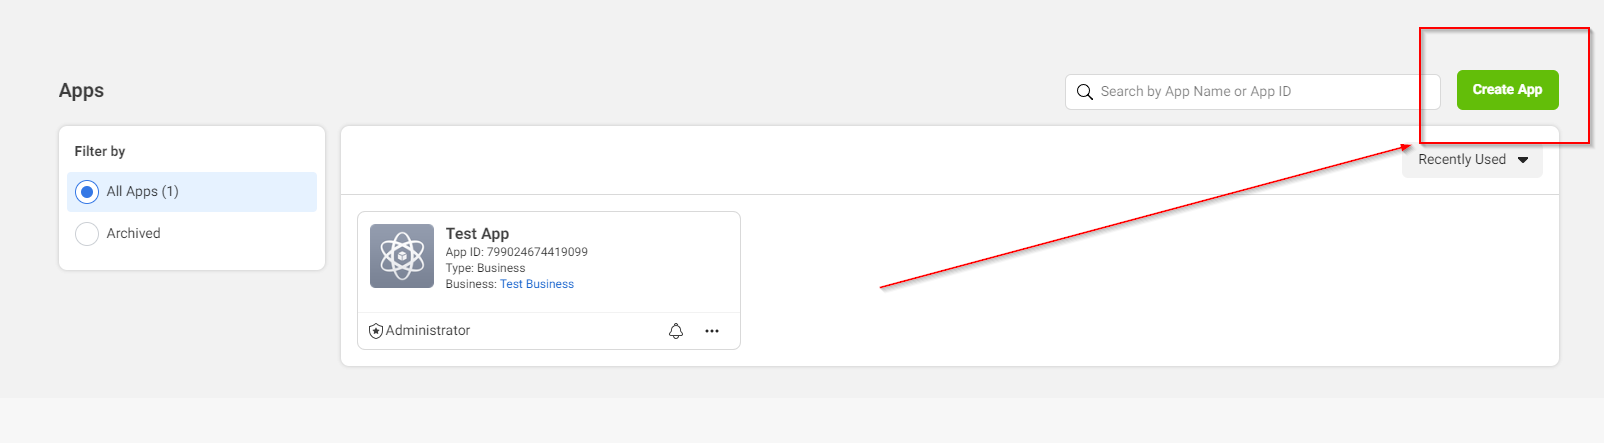 Apps
Search by App Name or App ID
Create App
Filter by
All Apps (1)
Archived
Recently Used
Test App
App ID: 799024674419099
Type: Business
Business: Test Business
Administrator